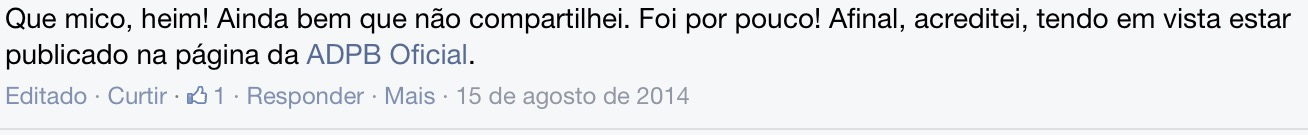 Que mico, heim! Ainda bem que não compartilhei. Foi por pouco! Afinal, acreditei, tendo em vista estar
publicado na página da ADPB Oficial.
Editado · Curtir · 1 · Responder · Mais · 15 de agosto de 2014